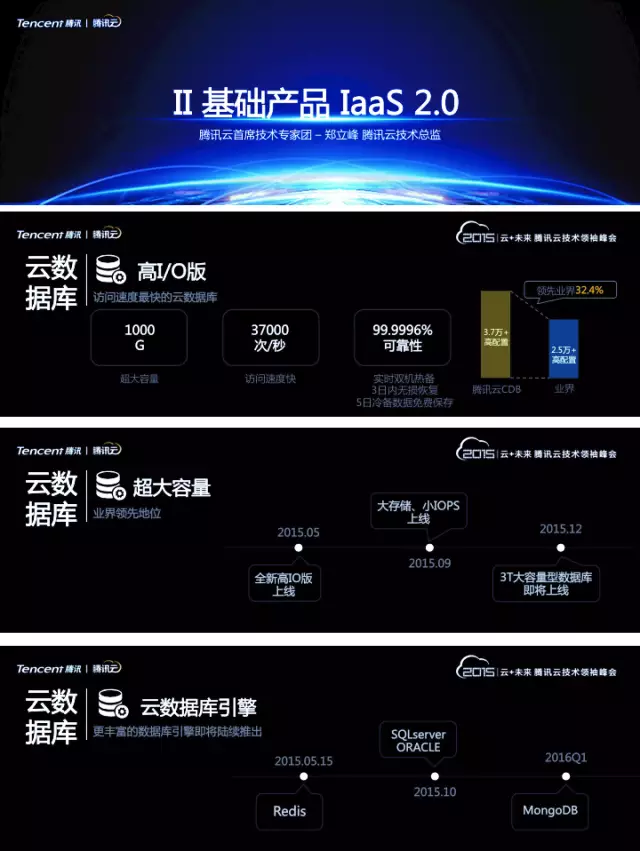 Tencent 腾讯 | 腾讯云
II 基础产品 IaaS 2.0
腾讯云首席技术专家团 – 郑立峰 腾讯云技术总监
Tencent 腾讯 | 腾讯云
2015 | 云+未来 腾讯云技术领袖峰会
云数
据库
高I/O版
访问速度最快的云数据库
1000
G
超大容量
37000
次/秒
访问速度快
99.9996%
可靠性
实时双机热备
3日内无损恢复
5日冷备数据免费保存
领先业界32.4%
3.7万+
高配置
腾讯云CDB
2.5万+
高配置
业界
Tencent 腾讯 | 腾讯云
2015 | 云+未来 腾讯云技术领袖峰会
云数
据库
超大容量
业界领先地位
2015.05
全新高IO版
上线
大存储、小IOPS
上线
2015.09
2015.12
3T大容量型数据库
即将上线
Tencent 腾讯 | 腾讯云
2015 | 云+未来 腾讯云技术领袖峰会
云数
据库
云数据库引擎
更丰富的数据库引擎即将陆续推出
2015.05.15
Redis
SQLserver
ORACLE
2015.10
2016Q1
MongoDB